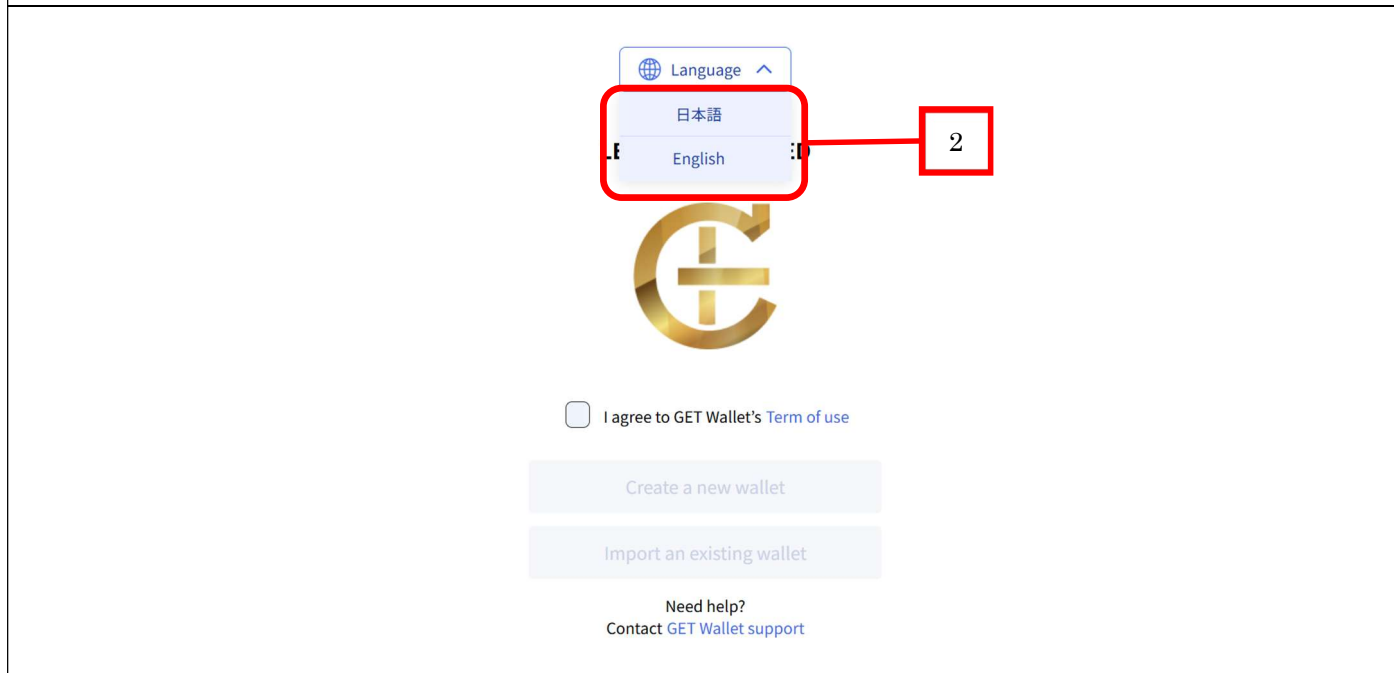 Language
日本語
English
2
I agree to GET Wallet’s Term of use
Create a new wallet
Import an existing wallet
Need help?
Contact GET Wallet support